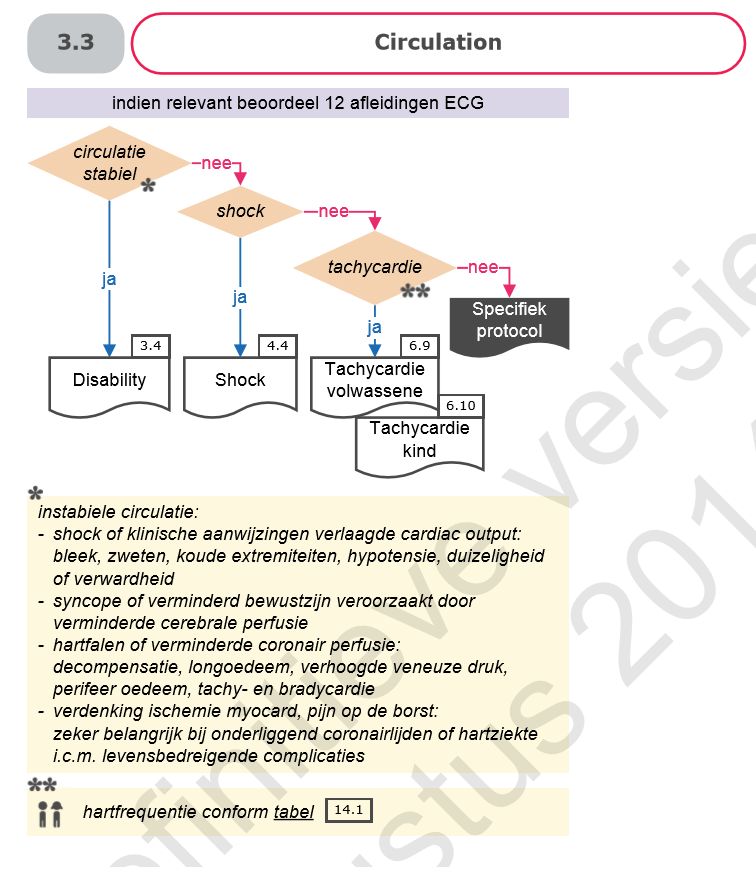 3.3
Circulation
indien relevant beoordeel 12 afleidingen ECG
circulatie
stabiel *
nee
shock
nee
tachycardie
**
nee
ja
ja
ja
Specifiek
protocol
3.4
Disability
4.4
Shock
6.9
Tachycardie
volwassene
6.10
Tachycardie
kind
*
instabiele circulatie:
- shock of klinische aanwijzingen verlaagde cardiac output:
bleek, zweten, koude extremiteiten, hypotensie, duizeligheid
of verwardheid
- syncope of verminderd bewustzijn veroorzaakt door
verminderde cerebrale perfusie
- hartfalen of verminderde coronair perfusie:
decompensatie, longoedeem, verhoogde veneuze druk,
perifeer oedeem, tachy- en bradycardie
- verdenking ischemie myocard, pijn op de borst:
zeker belangrijk bij onderliggend coronairlijden of hartziekte
i.c.m. levensbedreigende complicaties
**
hartfrequentie conform tabel 14.1
efinitieve versie
ustus 201